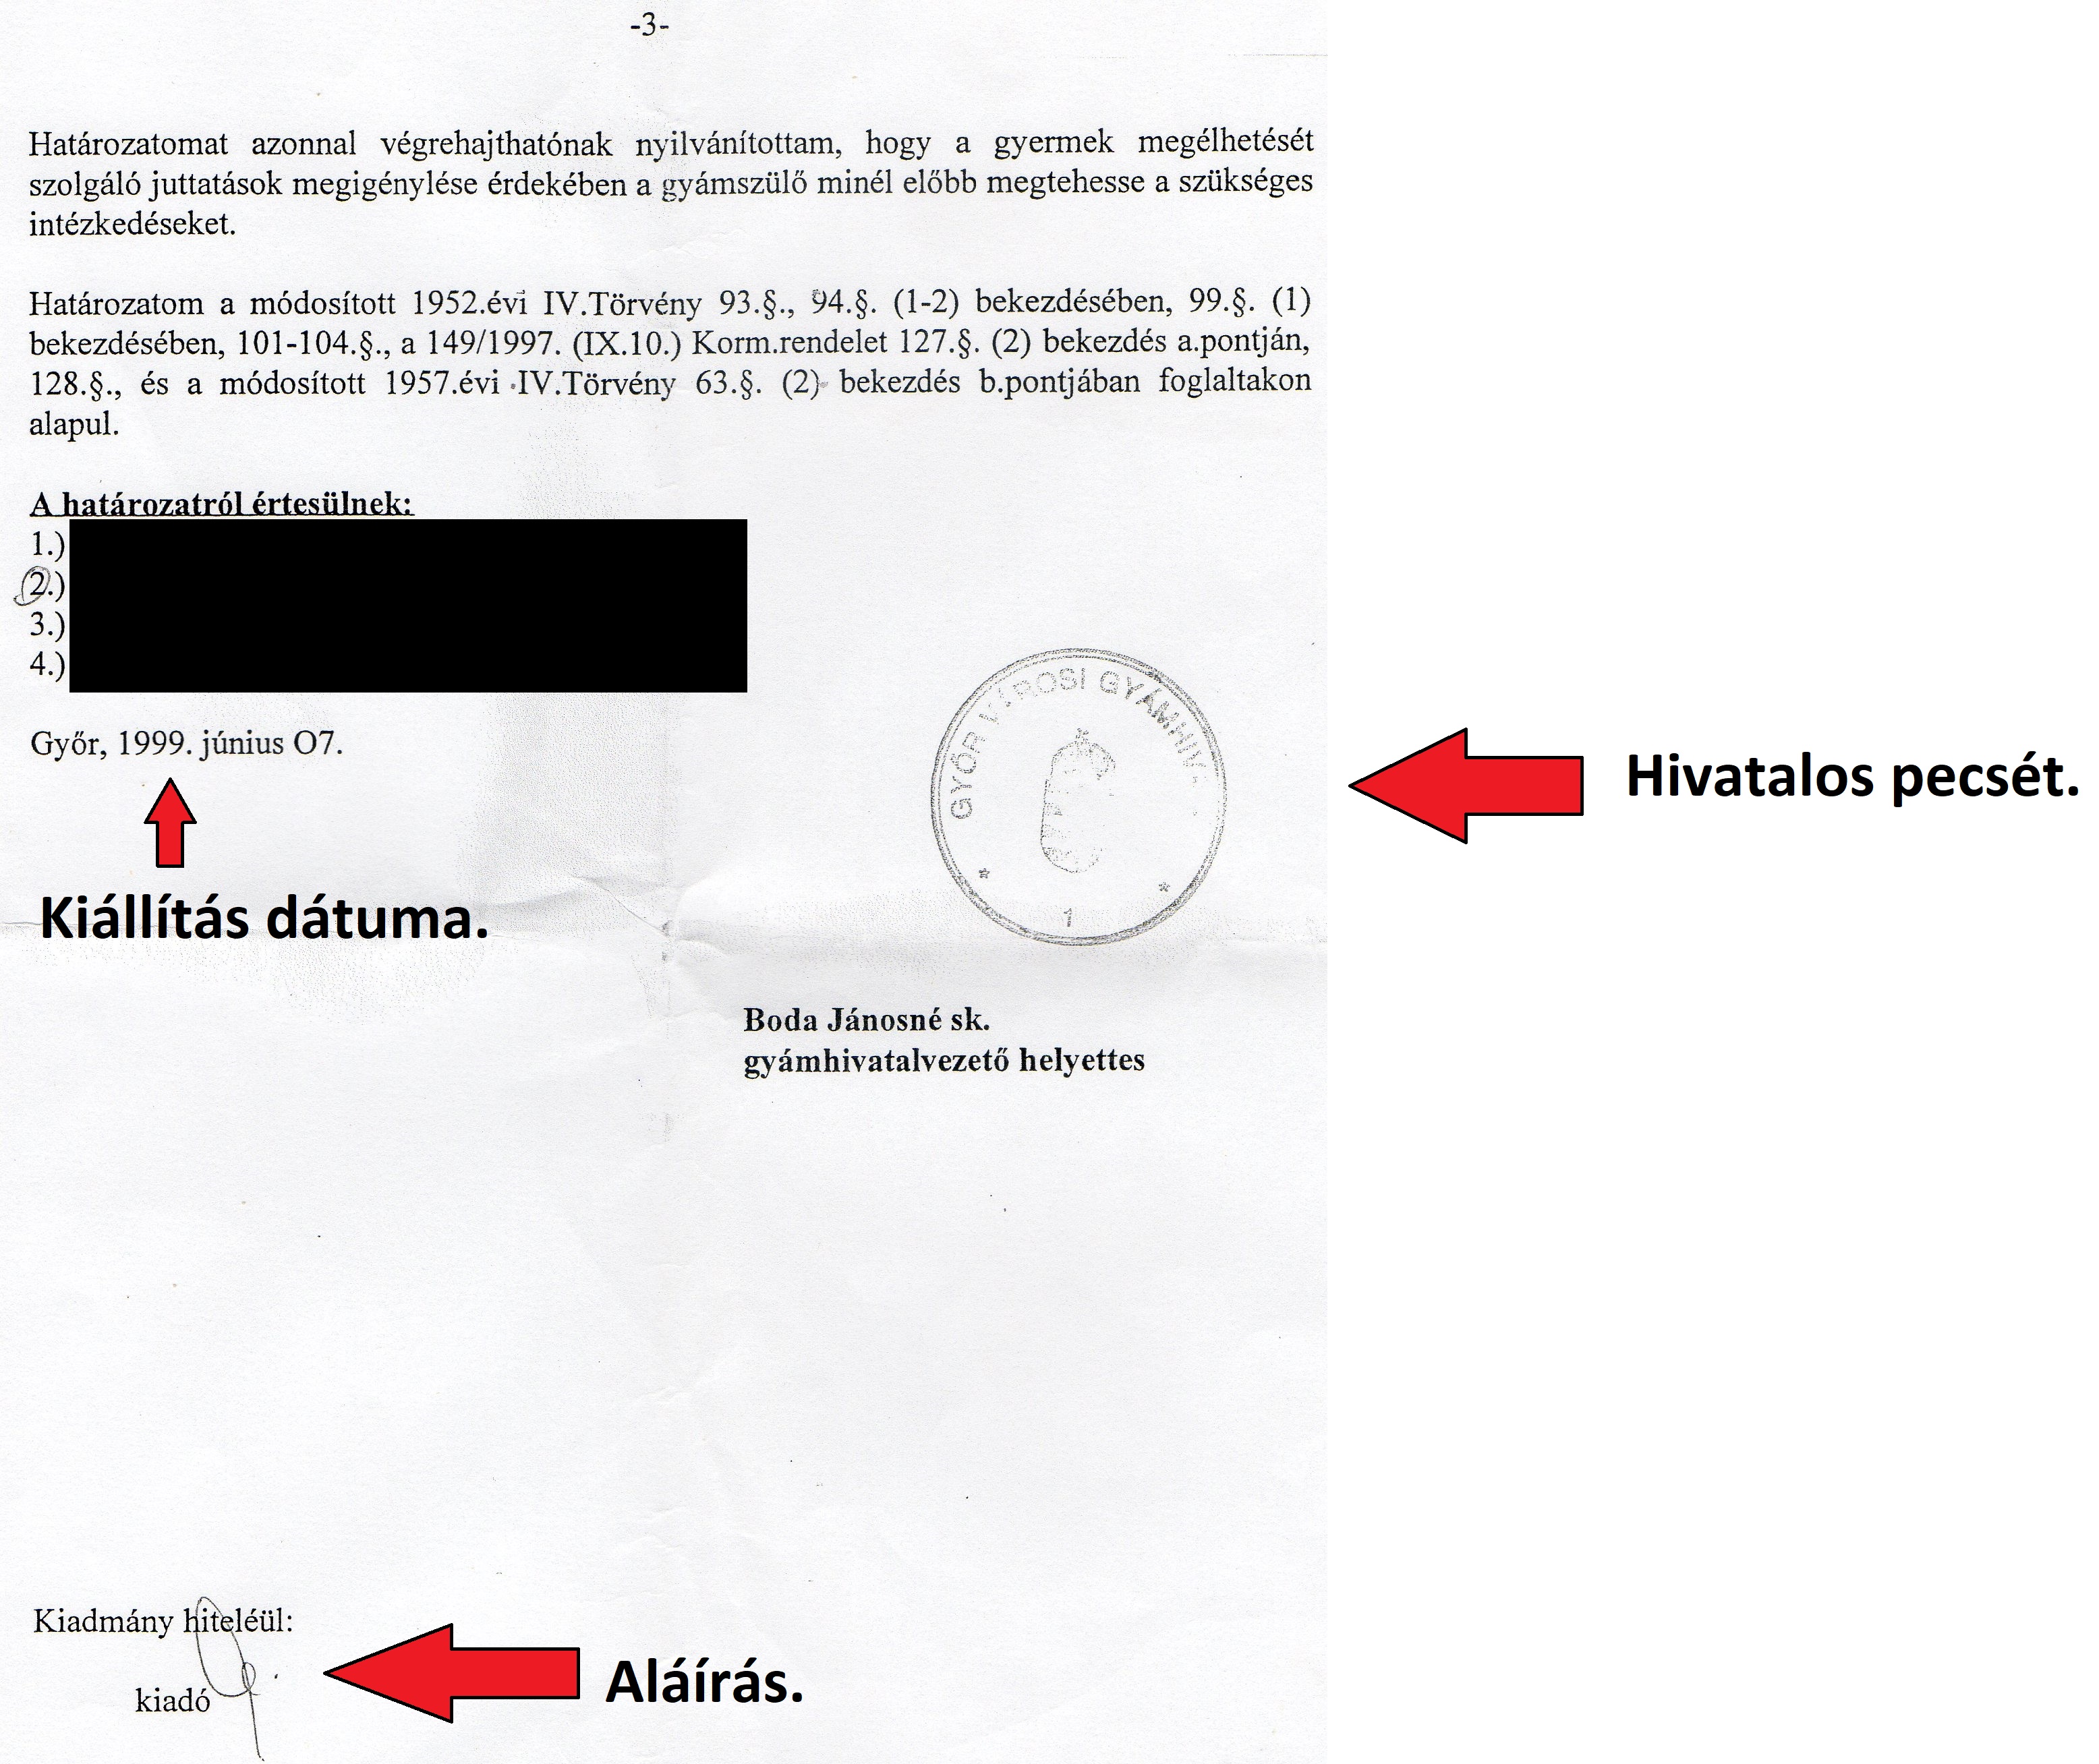 -3-
Határozatomat azonnal végrehajthatónak nyilvánítottam, hogy a gyermek megélhetését
szolgáló juttatások megigénylése érdekében a gyámszülő minél előbb megtehesse a szükséges
intézkedéseket.
Határozatom a módosított 1952.évi IV.Törvény 93.§., 94.§. (1-2) bekezdésében, 99.§. (1)
bekezdésében, 101-104.§., a 149/1997. (IX.10.) Korm.rendelet 127.§. (2) bekezdés a.pontján,
128.§., és a módosított 1957.évi IV.Törvény 63.§. (2) bekezdés b.pontjában foglaltakon
alapul.
A határozatról értesülnek:
1.)
2.)
3.)
4.)
Győr, 1999. június O7.
GYŐR VÁROSI GYÁMHIV
* 1 *
Hivatalos pecsét.
Kiállítás dátuma.
Boda Jánosné sk.
gyámhivatalvezető helyettes
Kiadmány hiteléül:
kiadó
Aláírás.